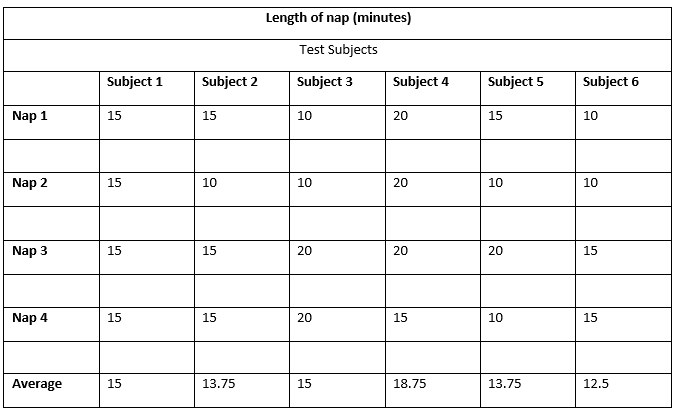 Length of nap (minutes)
Test Subjects
Subject 1 Subject 2 Subject 3 Subject 4 Subject 5 Subject 6
Nap 1 15 15 10 20 15 10
Nap 2 15 10 10 20 10 10
Nap 3 15 15 20 20 20 15
Nap 4 15 15 20 15 10 15
Average 15 13.75 15 18.75 13.75 12.5